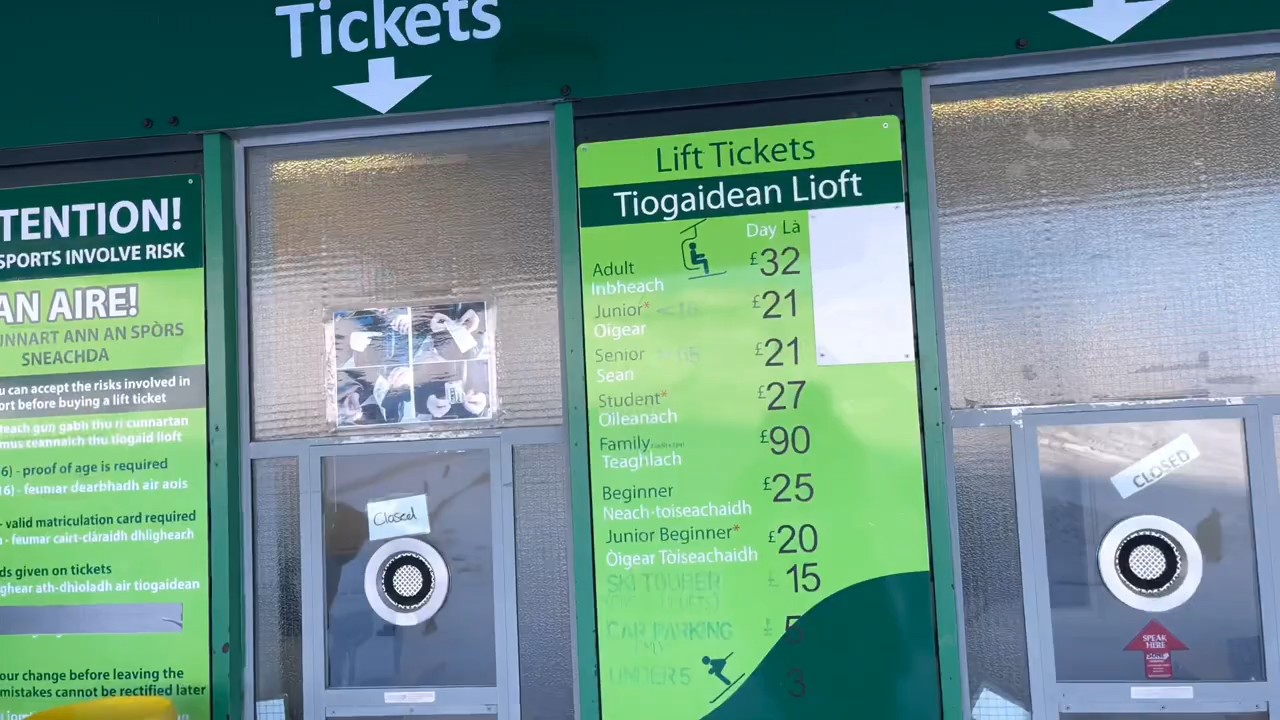 Tickets
TENTION!
SPORTS INVOLVE RISK
AN AIRE!
UNNART ANN AN SPÒRS
SNEACHDA
u can accept the risks involved in
ort before buying a lift ticket
teach gun gabh thu ri cunnartan
mus ceannaich thu tiogaid lioft
6) - proof of age is required
16) - feumar dearbhadh air aois
- valid matriculation card required
- feumar cairt-clàraidh dhligheach
ds given on tickets
ghear ath-dhìoladh air tiogaidean
our change before leaving the
mistakes cannot be rectified later
Closed
Lift Tickets
Tiogaidean Lioft
Day Là
Adult £32
Inbheach
Junior* <16 £21
Òigear
Senior > 65 £21
Sean
Student* £27
Oileanach
Family £90
Teaghlach
Beginner £25
Neach-toiseachaidh
Junior Beginner* £20
Òigear Tòiseachaidh
SKI TOURER £ 15
CAR PARKING £ 5
UNDER 5 3
CLOSED
SPEAK
HERE